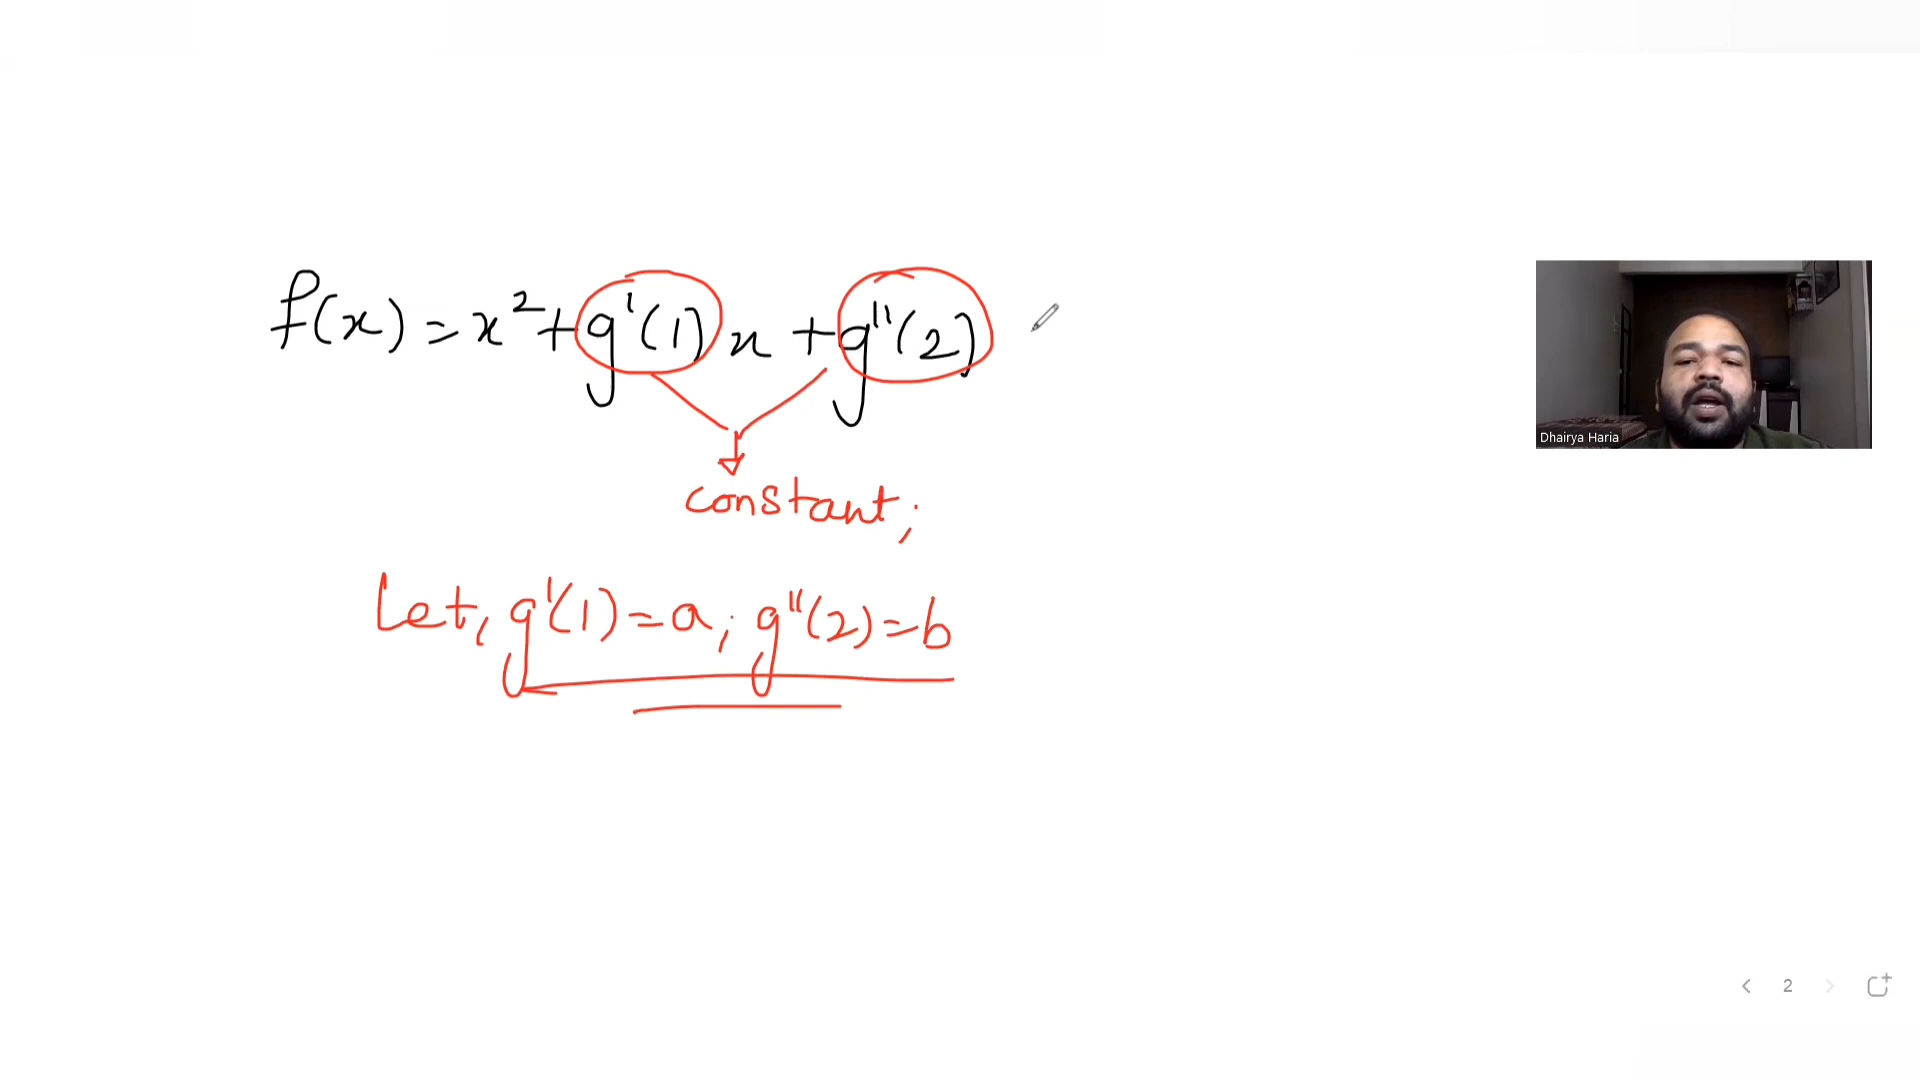 f(x) = x² + g'(1) x + g''(2)
constant;
Let, g'(1) = a; g''(2) = b
Dhairya Haria
2